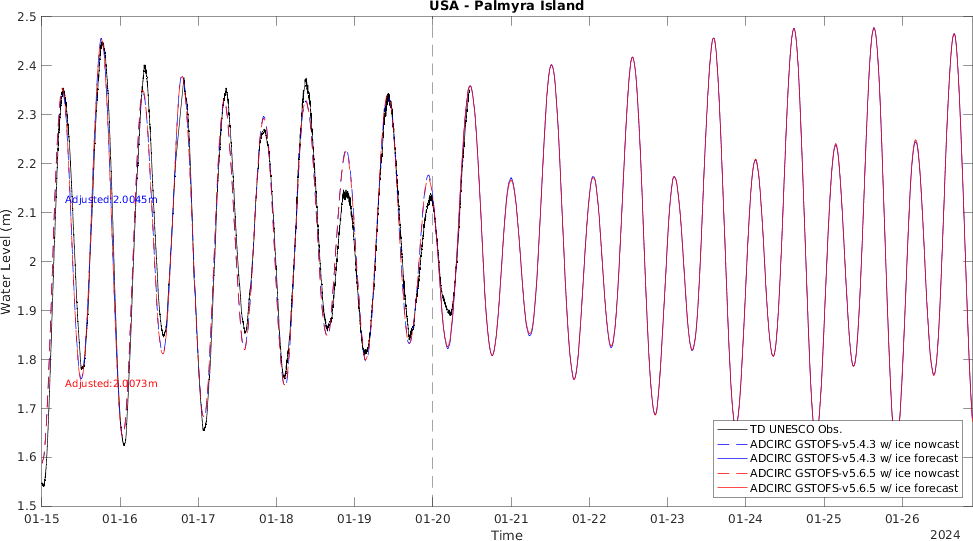 USA - Palmyra Island
2.5
2.4
2.3
2.2
2.1
2
1.9
1.8
1.7
1.6
1.5
Water Level (m)
Adjusted:2.0045m
Adjusted:2.0073m
TD UNESCO Obs.
ADCIRC GSTOFS-v5.4.3 w/ ice nowcast
ADCIRC GSTOFS-v5.4.3 w/ ice forecast
ADCIRC GSTOFS-v5.6.5 w/ ice nowcast
ADCIRC GSTOFS-v5.6.5 w/ ice forecast
01-15 01-16 01-17 01-18 01-19 01-20 01-21 01-22 01-23 01-24 01-25 01-26
Time
2024